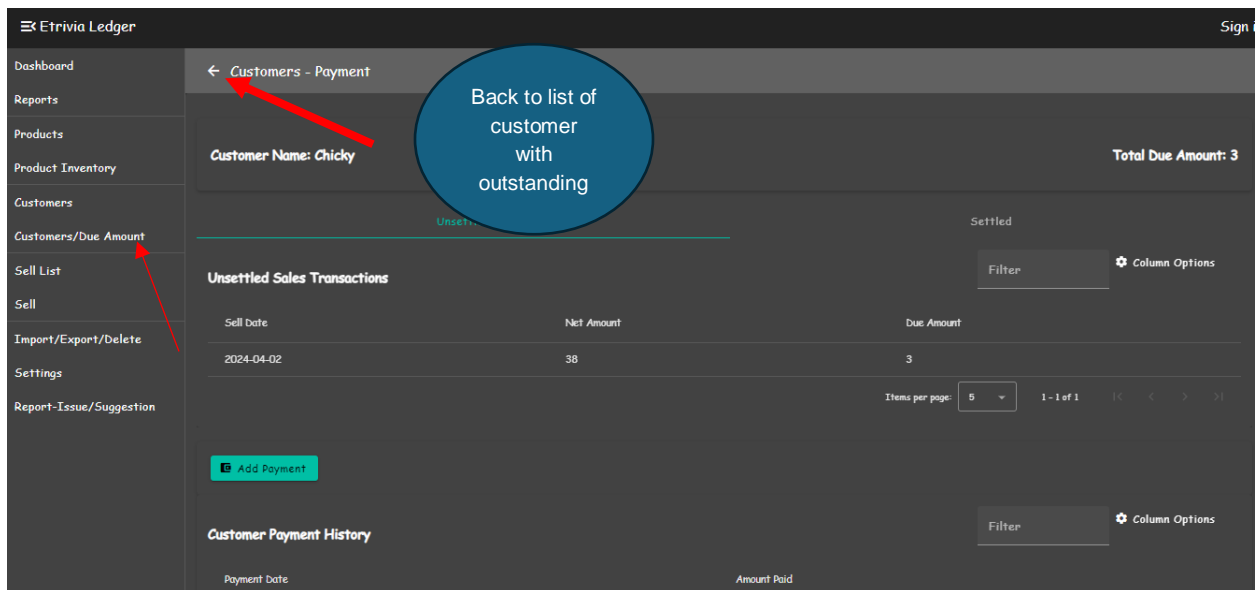 Etrivia Ledger
Sign i
Dashboard
Reports
Products
Product Inventory
Customers
Customers/Due Amount
Sell List
Sell
Import/Export/Delete
Settings
Report-Issue/Suggestion
Customers - Payment
Back to list of
customer
with
outstanding
Customer Name: Chicky
Total Due Amount: 3
Unsett
Settled
Unsettled Sales Transactions
Filter
Column Options
Sell Date Net Amount Due Amount
2024-04-02 38 3
Items per page: 5 1 - 1 of 1
Add Payment
Customer Payment History
Filter
Column Options
Payment Date Amount Paid